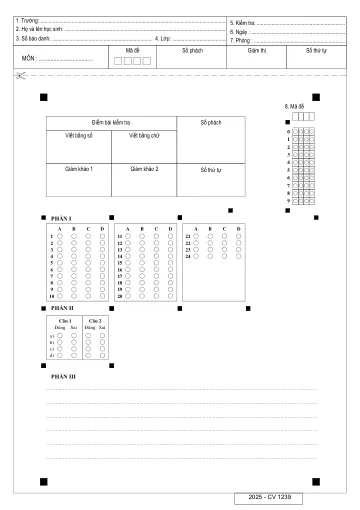 1. Trường: ........................................................................
2. Họ và tên học sinh: ........................................................
3. Số báo danh: ................................ 4. Lớp: ................................
5. Kiểm tra: ........................................
6. Ngày : ........................................
7. Phòng : ........................................
MÔN : ................................
Mã đề
Số phách
Giám thị
Số thứ tự
8. Mã đề
Điểm bài kiểm tra
Số phách
Viết bằng số Viết bằng chữ
Giám khảo 1 Giám khảo 2 Số thứ tự
0
1
2
3
4
5
6
7
8
9
PHẦN I
A B C D
1
2
3
4
5
6
7
8
9
10
A B C D
11
12
13
14
15
16
17
18
19
20
A B C D
21
22
23
24
PHẦN II
Câu 1 Câu 2
Đúng Sai Đúng Sai
a)
b)
c)
d)
PHẦN III
2025 - CV 1239